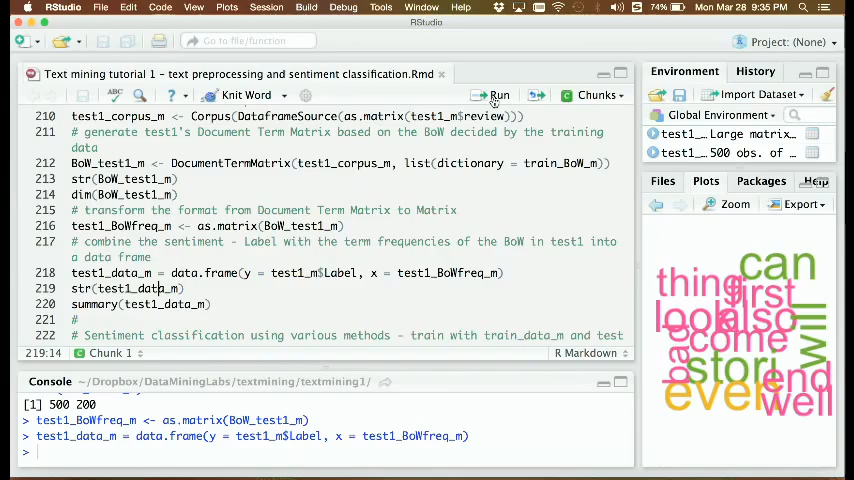 RStudio File Edit Code View Plots Session Build Debug Tools Window Help 74% Mon Mar 28 9:35 PM
RStudio
Go to file/function
Project: (None)
Text mining tutorial 1 - text preprocessing and sentiment classification.Rmd
ABC Knit Word Run Chunks
210 test1_corpus_m <- Corpus(DataframeSource(as.matrix(test1_m$review)))
211 # generate test1's Document Term Matrix based on the BoW decided by the training
data
212 BoW_test1_m <- DocumentTermMatrix(test1_corpus_m, list(dictionary = train_BoW_m))
213 str(BoW_test1_m)
214 dim(BoW_test1_m)
215 # transform the format from Document Term Matrix to Matrix
216 test1_BoWfreq_m <- as.matrix(BoW_test1_m)
217 # combine the sentiment - Label with the term frequencies of the BoW in test1 into
a data frame
218 test1_data_m = data.frame(y = test1_m$Label, x = test1_BoWfreq_m)
219 str(test1_data_m)
220 summary(test1_data_m)
221 #
222 # Sentiment classification using various methods - train with train_data_m and test
219:14 Chunk 1 R Markdown
Console ~/Dropbox/DataMiningLabs/textmining/textmining1/
[1] 500 200
> test1_BoWfreq_m <- as.matrix(BoW_test1_m)
> test1_data_m = data.frame(y = test1_m$Label, x = test1_BoWfreq_m)
>
Environment History
Import Dataset
Global Environment
test1_… Large matrix…
test1_… 500 obs. of …
Files Plots Packages Help
Zoom Export
can
thing
first
look
also
will
come
bad
stori
end
even
well